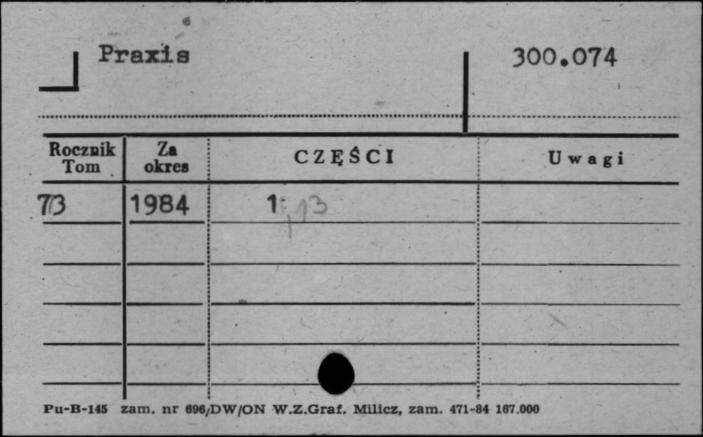 Praxis 300.074
Rocznik Tom Za okres CZĘŚCI Uwagi
73 1984 1,13
Pu-B-145 zam. nr 696/DW/ON W.Z.Graf. Milicz, zam. 471-84 167.000